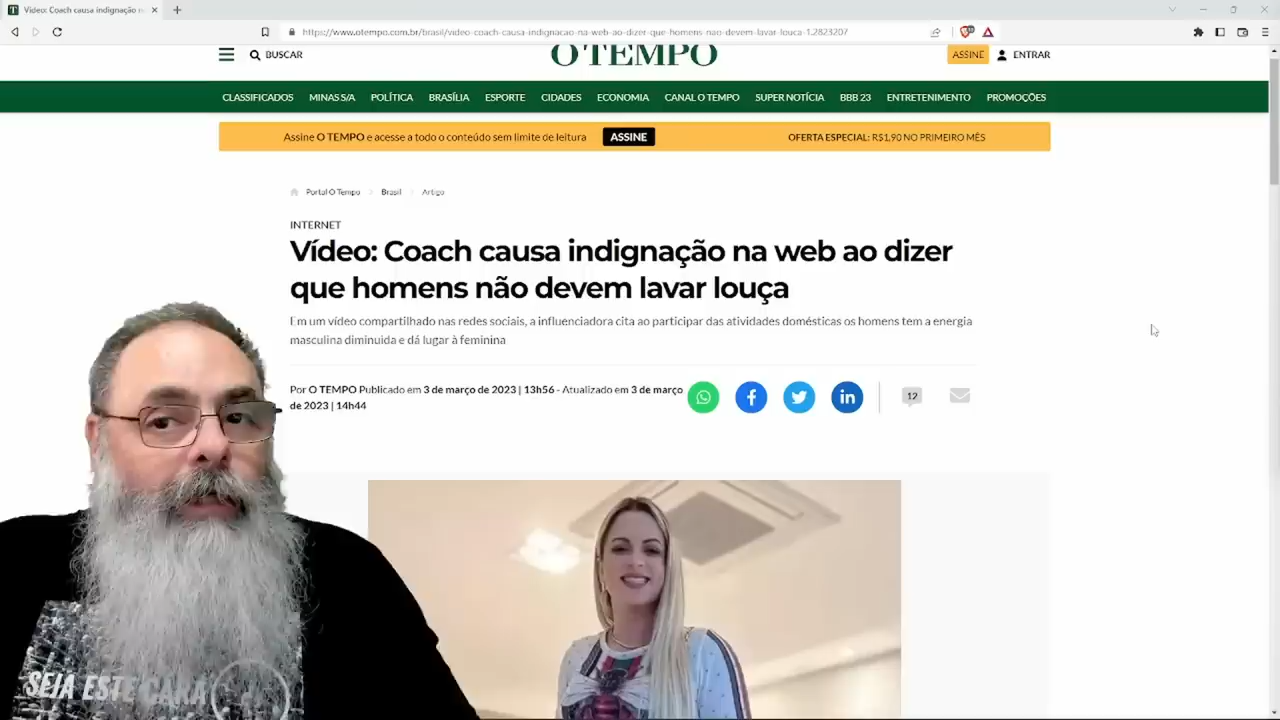 Vídeo: Coach causa indignação n
https://www.otempo.com.br/brasil/video-coach-causa-indignacao-na-web-ao-dizer-que-homens-nao-devem-lavar-louca-1.2823207
BUSCAR
O TEMPO
ASSINE
ENTRAR
CLASSIFICADOS MINAS S/A POLÍTICA BRASÍLIA ESPORTE CIDADES ECONOMIA CANAL O TEMPO SUPER NOTÍCIA BBB 23 ENTRETENIMENTO PROMOÇÕES
Assine O TEMPO e acesse a todo o conteúdo sem limite de leitura ASSINE OFERTA ESPECIAL: R$1,90 NO PRIMEIRO MÊS
Portal O Tempo Brasil Artigo
INTERNET
Vídeo: Coach causa indignação na web ao dizer
que homens não devem lavar louça
Em um vídeo compartilhado nas redes sociais, a influenciadora cita ao participar das atividades domésticas os homens tem a energia
masculina diminuida e dá lugar à feminina
Por O TEMPO Publicado em 3 de março de 2023 | 13h56 - Atualizado em 3 de março
de 2023 | 14h44
12
SEJA ESTE CARA